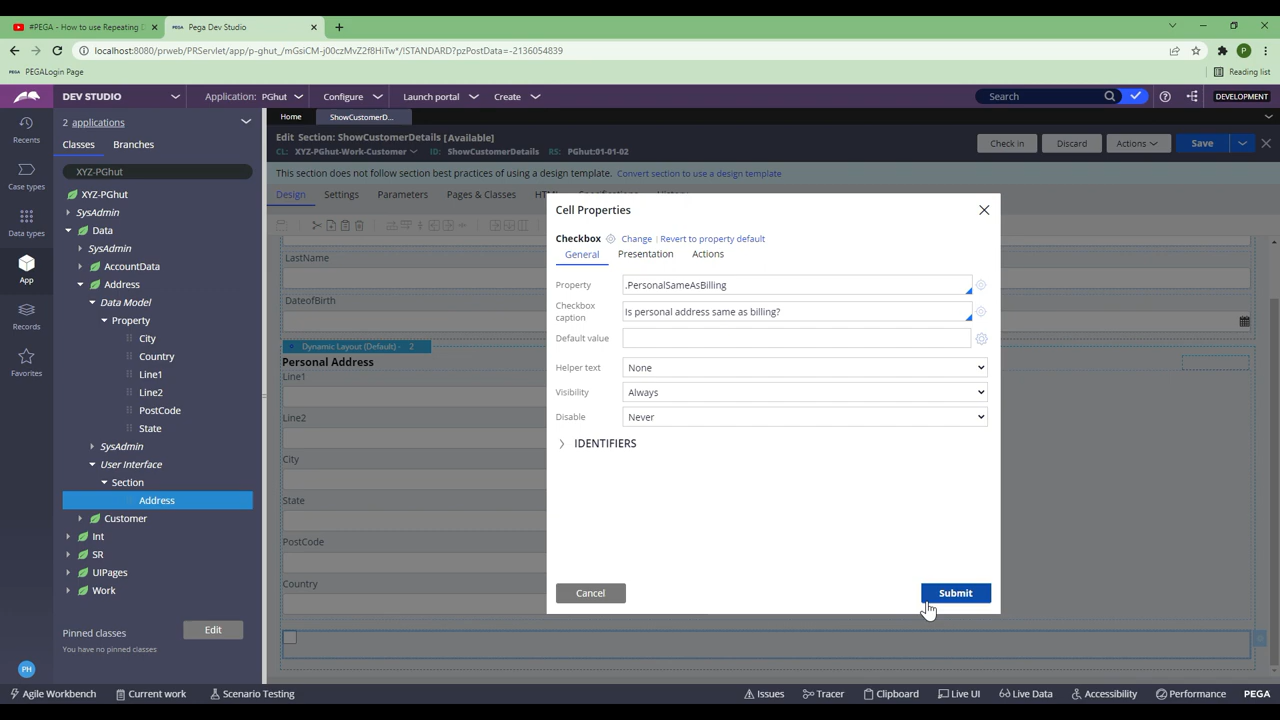 #PEGA - How to use Repeating D
Pega Dev Studio
localhost:8080/prweb/PRServlet/app/p-ghut_/mGsiCM-j00czMvZ2f8HiTw*/!STANDARD?pzPostData=-2136054839
P
PEGA PEGALogin Page
Reading list
DEV STUDIO
Application: PGhut
Configure
Launch portal
Create
Search
DEVELOPMENT
2 applications
Home
ShowCustomerD...
Recents
Classes
Branches
Edit Section: ShowCustomerDetails [Available]
CL: XYZ-PGhut-Work-Customer
ID: ShowCustomerDetails
RS: PGhut:01-01-02
Check in
Discard
Actions
Save
This section does not follow section best practices of using a design template. Convert section to use a design template
Case types
Data types
App
Records
Favorites
XYZ-PGhut
XYZ-PGhut
SysAdmin
Data
SysAdmin
AccountData
Address
Data Model
Property
City
Country
Line1
Line2
PostCode
State
SysAdmin
User Interface
Section
Address
Customer
Int
SR
UIPages
Work
Pinned classes
Edit
You have no pinned classes
PH
Design
Settings
Parameters
Pages & Classes
LastName
DateofBirth
Dynamic Layout (Default) - 2
Personal Address
Line1
Line2
City
State
PostCode
Country
Cell Properties
Checkbox
Change
Revert to property default
General
Presentation
Actions
Property
.PersonalSameAsBilling
Checkbox
caption
Is personal address same as billing?
Default value
Helper text
None
Visibility
Always
Disable
Never
IDENTIFIERS
Cancel
Submit
Agile Workbench
Current work
Scenario Testing
Issues
Tracer
Clipboard
Live UI
Live Data
Accessibility
Performance
PEGA